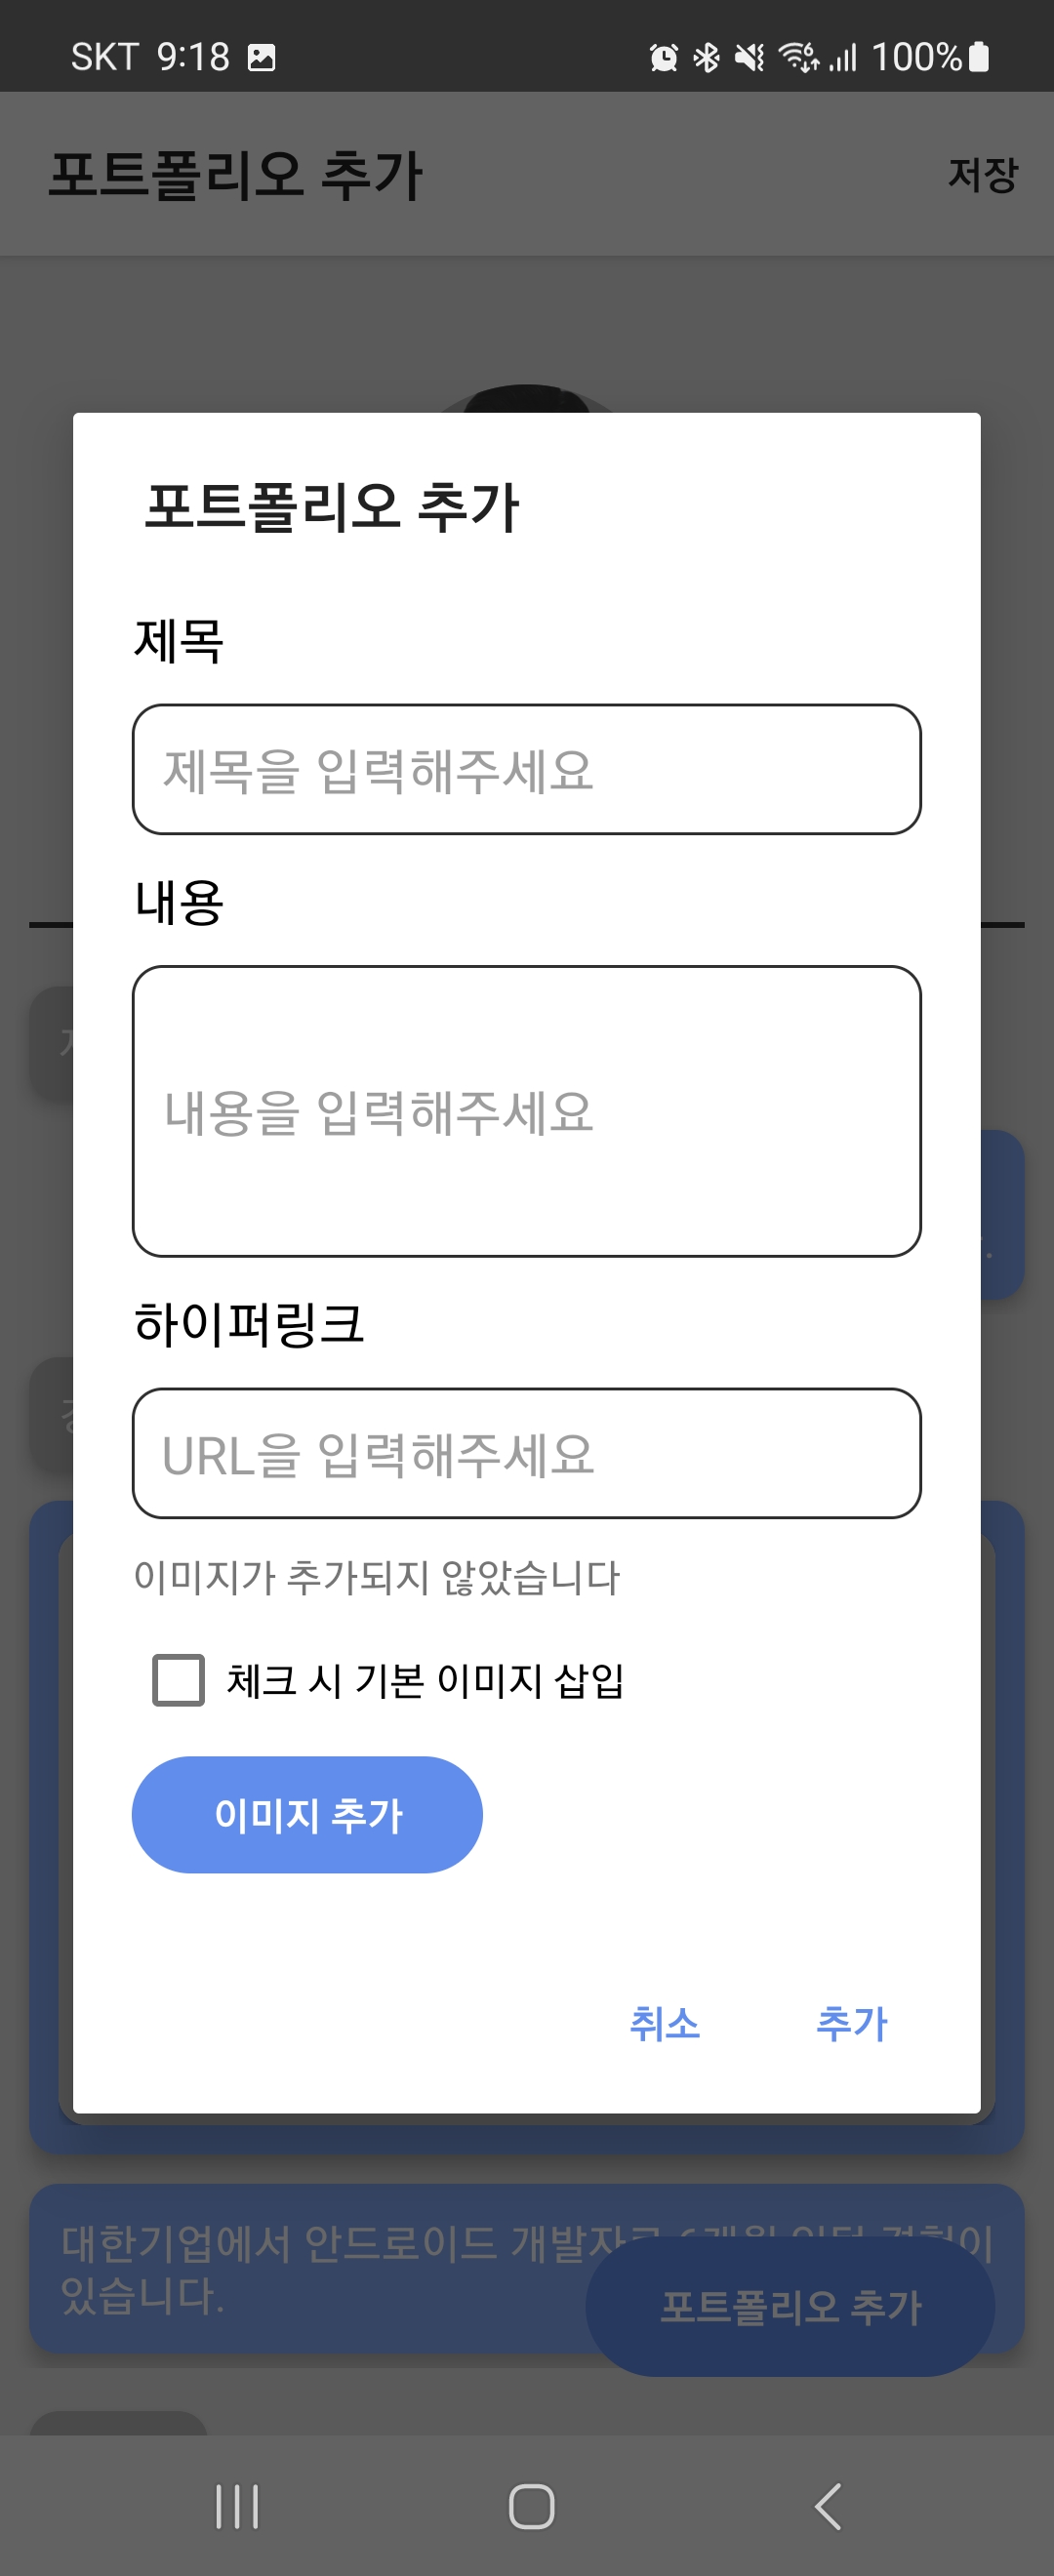 SKT 9:18 100%
포트폴리오 추가 저장
포트폴리오 추가
제목
제목을 입력해주세요
내용
내용을 입력해주세요
하이퍼링크
URL을 입력해주세요
이미지가 추가되지 않았습니다
체크 시 기본 이미지 삽입
이미지 추가
취소 추가
대한기업에서 안드로이드
있습니다.
포트폴리오 추가